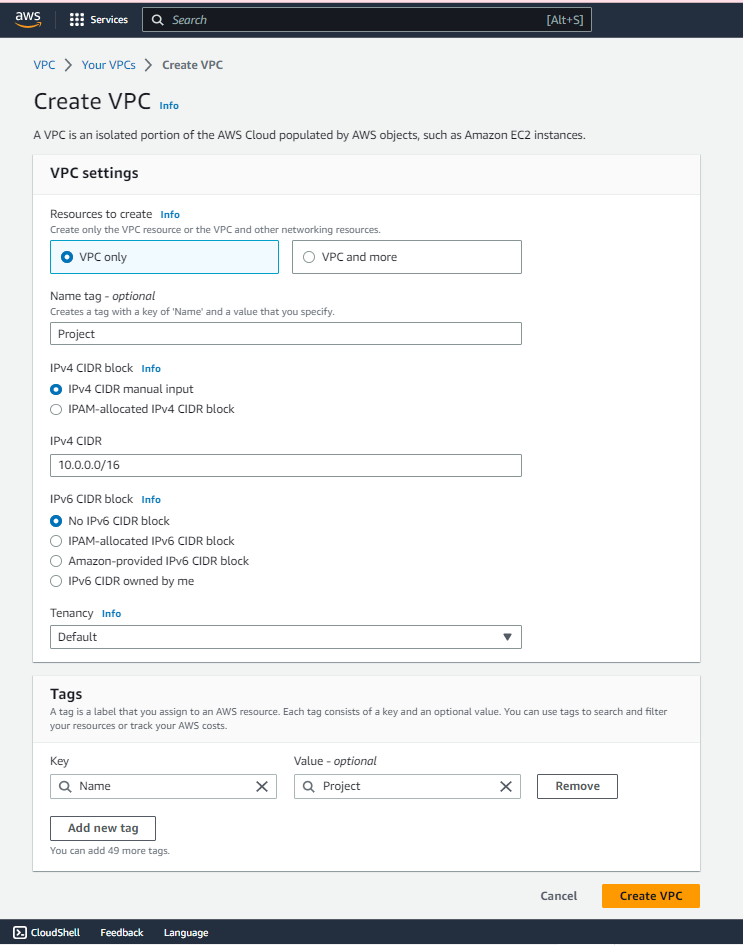 aws Services Search [Alt+S]
VPC > Your VPCs > Create VPC
Create VPC Info
A VPC is an isolated portion of the AWS Cloud populated by AWS objects, such as Amazon EC2 instances.
VPC settings
Resources to create Info
Create only the VPC resource or the VPC and other networking resources.
VPC only VPC and more
Name tag - optional
Creates a tag with a key of 'Name' and a value that you specify.
Project
IPv4 CIDR block Info
IPv4 CIDR manual input
IPAM-allocated IPv4 CIDR block
IPv4 CIDR
10.0.0.0/16
IPv6 CIDR block Info
No IPv6 CIDR block
IPAM-allocated IPv6 CIDR block
Amazon-provided IPv6 CIDR block
IPv6 CIDR owned by me
Tenancy Info
Default
Tags
A tag is a label that you assign to an AWS resource. Each tag consists of a key and an optional value. You can use tags to search and filter
your resources or track your AWS costs.
Key Value - optional
Name Project Remove
Add new tag
You can add 49 more tags.
Cancel Create VPC
CloudShell Feedback Language